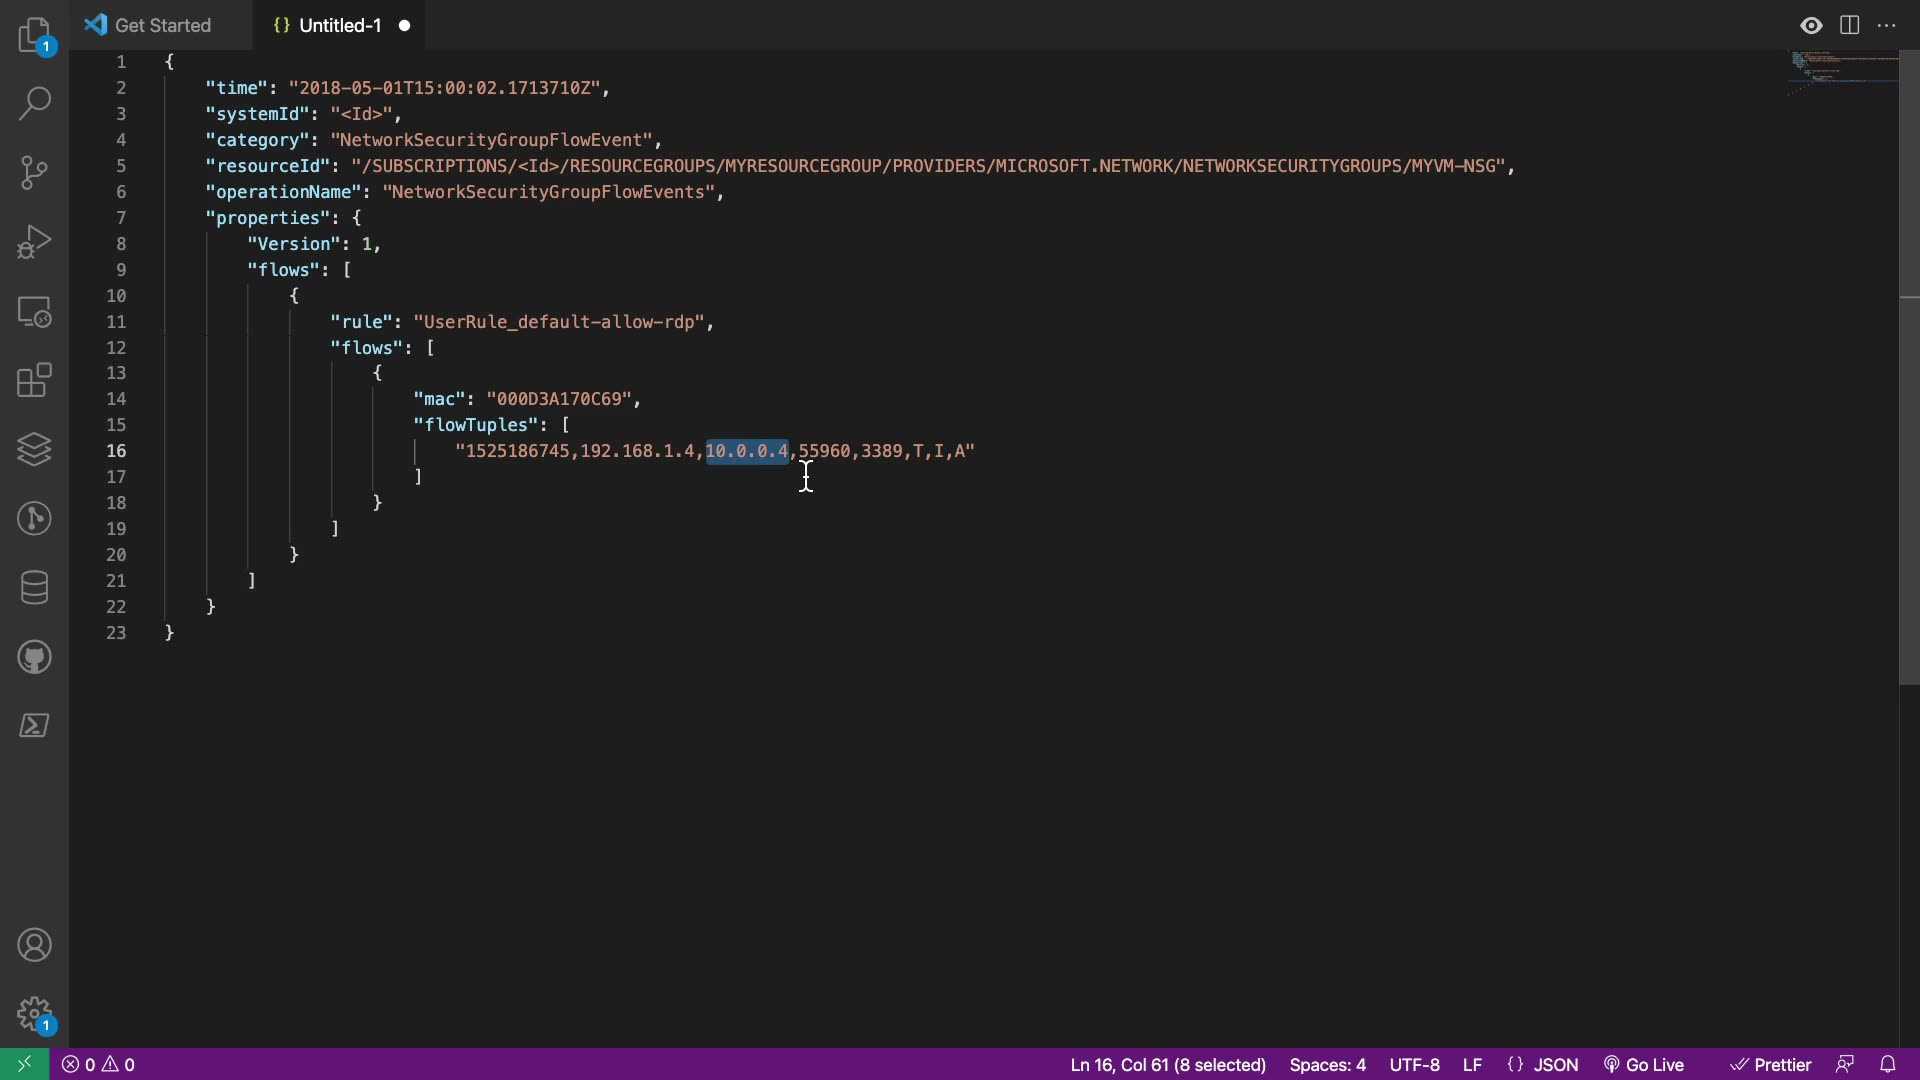 1
Get Started
{} Untitled-1
1 {
2 "time": "2018-05-01T15:00:02.1713710Z",
3 "systemId": "<Id>",
4 "category": "NetworkSecurityGroupFlowEvent",
5 "resourceId": "/SUBSCRIPTIONS/<Id>/RESOURCEGROUPS/MYRESOURCEGROUP/PROVIDERS/MICROSOFT.NETWORK/NETWORKSECURITYGROUPS/MYVM-NSG",
6 "operationName": "NetworkSecurityGroupFlowEvents",
7 "properties": {
8 "Version": 1,
9 "flows": [
10 {
11 "rule": "UserRule_default-allow-rdp",
12 "flows": [
13 {
14 "mac": "000D3A170C69",
15 "flowTuples": [
16 "1525186745,192.168.1.4,10.0.0.4,55960,3389,T,I,A"
17 ]
18 }
19 ]
20 }
21 ]
22 }
23 }
1
0 0
Ln 16, Col 61 (8 selected) Spaces: 4 UTF-8 LF {} JSON Go Live Prettier